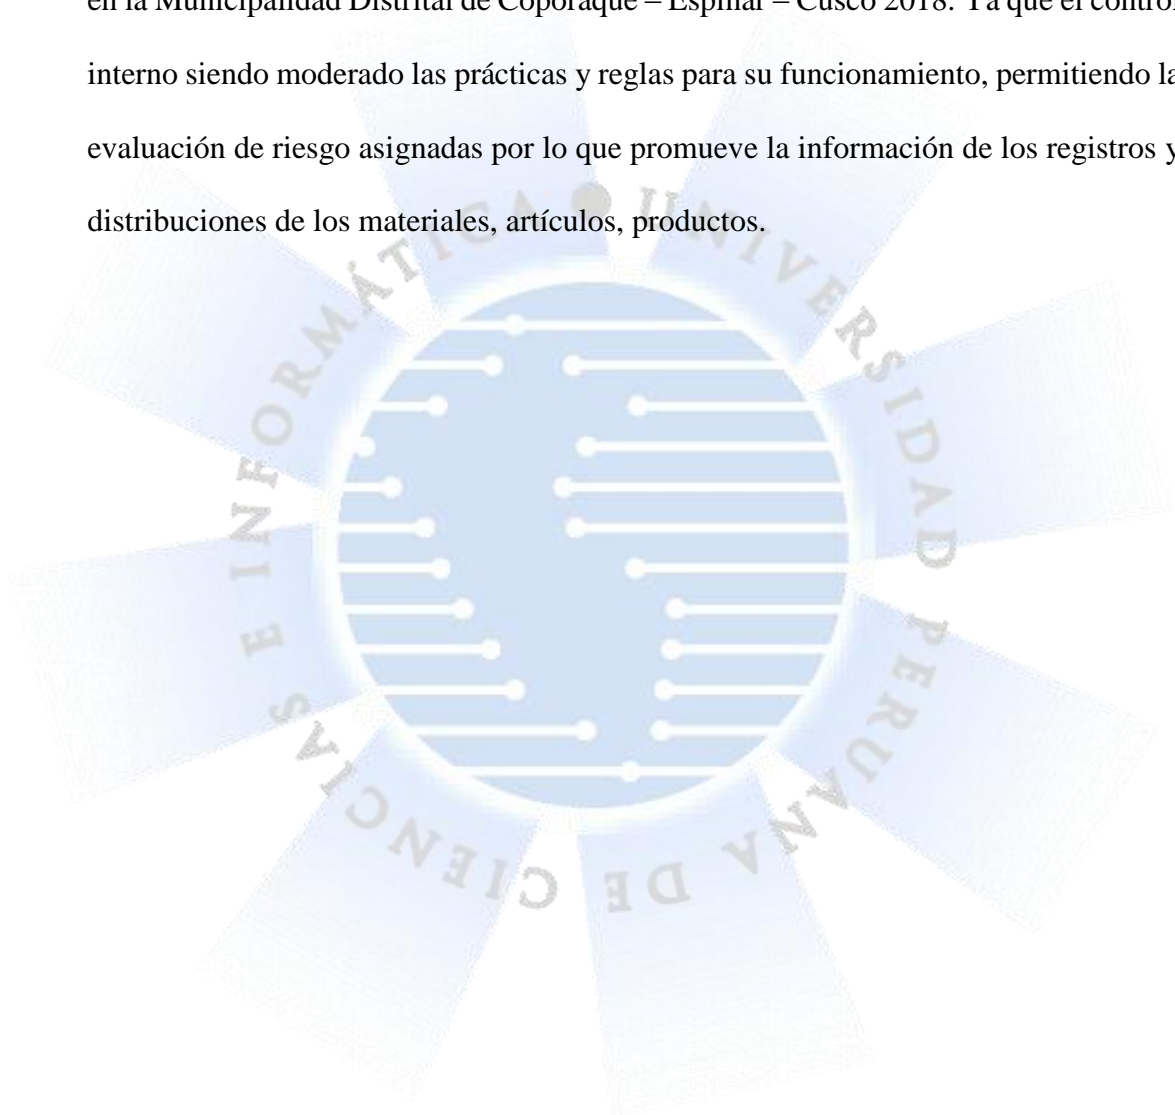 en la Municipalidad Distrital de Coporaque – Espinar – Cusco 2018. Ya que el control
interno siendo moderado las prácticas y reglas para su funcionamiento, permitiendo la
evaluación de riesgo asignadas por lo que promueve la información de los registros y
distribuciones de los materiales, artículos, productos.
UNIVERSIDAD PERUANA DE CIENCIAS E INFORMÁTICA